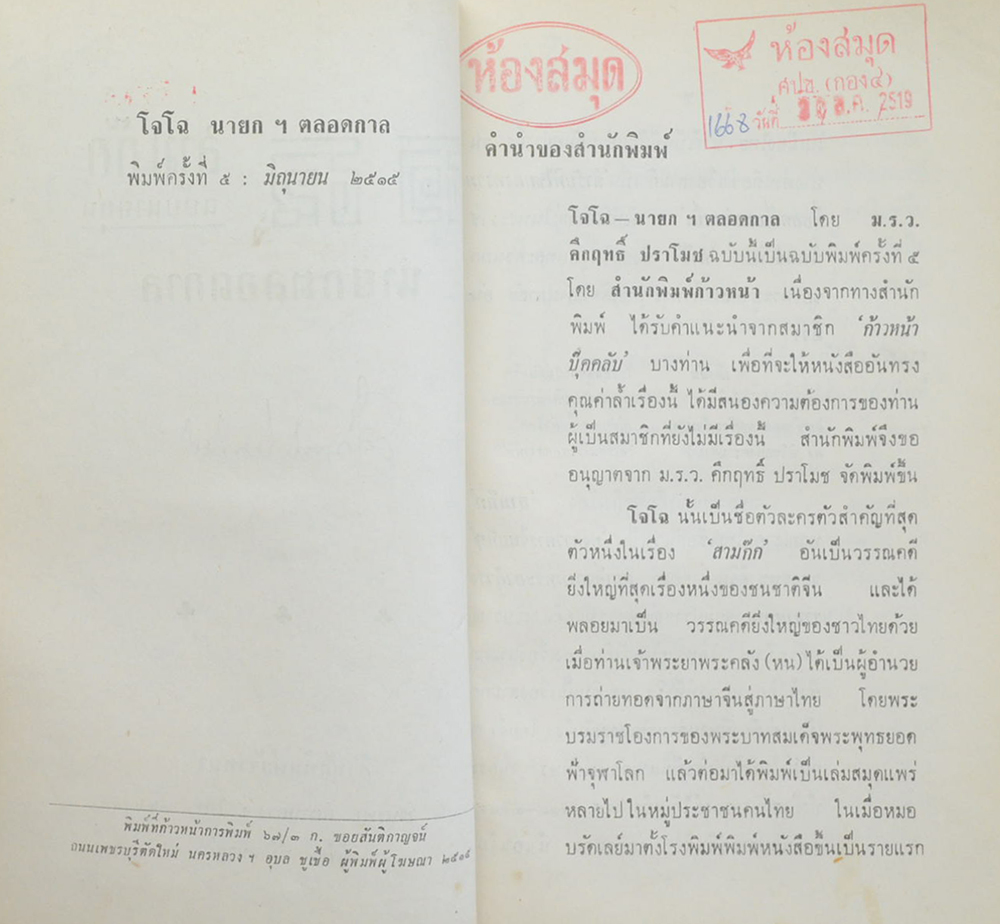 โจโฉ นายก ฯ ตลอดกาล
พิมพ์ครั้งที่ ๕ : มิถุนายน ๒๕๑๕
พิมพ์ที่ก้าวหน้าการพิมพ์ ๖๗/๓ ก. ซอยสันติกาญจน์
ถนนเพชรบุรีตัดใหม่ นครหลวง ฯ อุบล ชูเชื้อ ผู้พิมพ์ผู้โฆษณา ๒๕๑๕
ห้องสมุด
ห้องสมุด
ศปช. (กอง๔)
1668 วันที่ ส.ค. 2519
คำนำของสำนักพิมพ์
โจโฉ – นายก ฯ ตลอดกาล โดย ม.ร.ว.
คึกฤทธิ์ ปราโมช ฉบับนี้เป็นฉบับพิมพ์ครั้งที่ ๕
โดย สำนักพิมพ์ก้าวหน้า เนื่องจากทางสำนัก
พิมพ์ ได้รับคำแนะนำจากสมาชิก ‘ก้าวหน้า
บุ๊คคลับ’ บางท่าน เพื่อที่จะให้หนังสืออันทรง
คุณค่าล้ำเรื่องนี้ ได้มีสนองความต้องการของท่าน
ผู้เป็นสมาชิกที่ยังไม่มีเรื่องนี้ สำนักพิมพ์จึงขอ
อนุญาตจาก ม.ร.ว. คึกฤทธิ์ ปราโมช จัดพิมพ์ขึ้น
โจโฉ นั้นเป็นชื่อตัวละครตัวสำคัญที่สุด
ตัวหนึ่งในเรื่อง ‘สามก๊ก’ อันเป็นวรรณคดี
ยิ่งใหญ่ที่สุดเรื่องหนึ่งของชนชาติจีน และได้
พลอยมาเป็น วรรณคดียิ่งใหญ่ของชาวไทยด้วย
เมื่อท่านเจ้าพระยาพระคลัง (หน) ได้เป็นผู้อำนวย
การถ่ายทอดจากภาษาจีนสู่ภาษาไทย โดยพระ
บรมราชโองการของพระบาทสมเด็จพระพุทธยอด
ฟ้าจุฬาโลก แล้วต่อมาได้พิมพ์เป็นเล่มสมุดแพร่
หลายไปในหมู่ประชาชนคนไทย ในเมื่อหมอ
บรัดเลย์มาตั้งโรงพิมพ์พิมพ์หนังสือขึ้นเป็นรายแรก